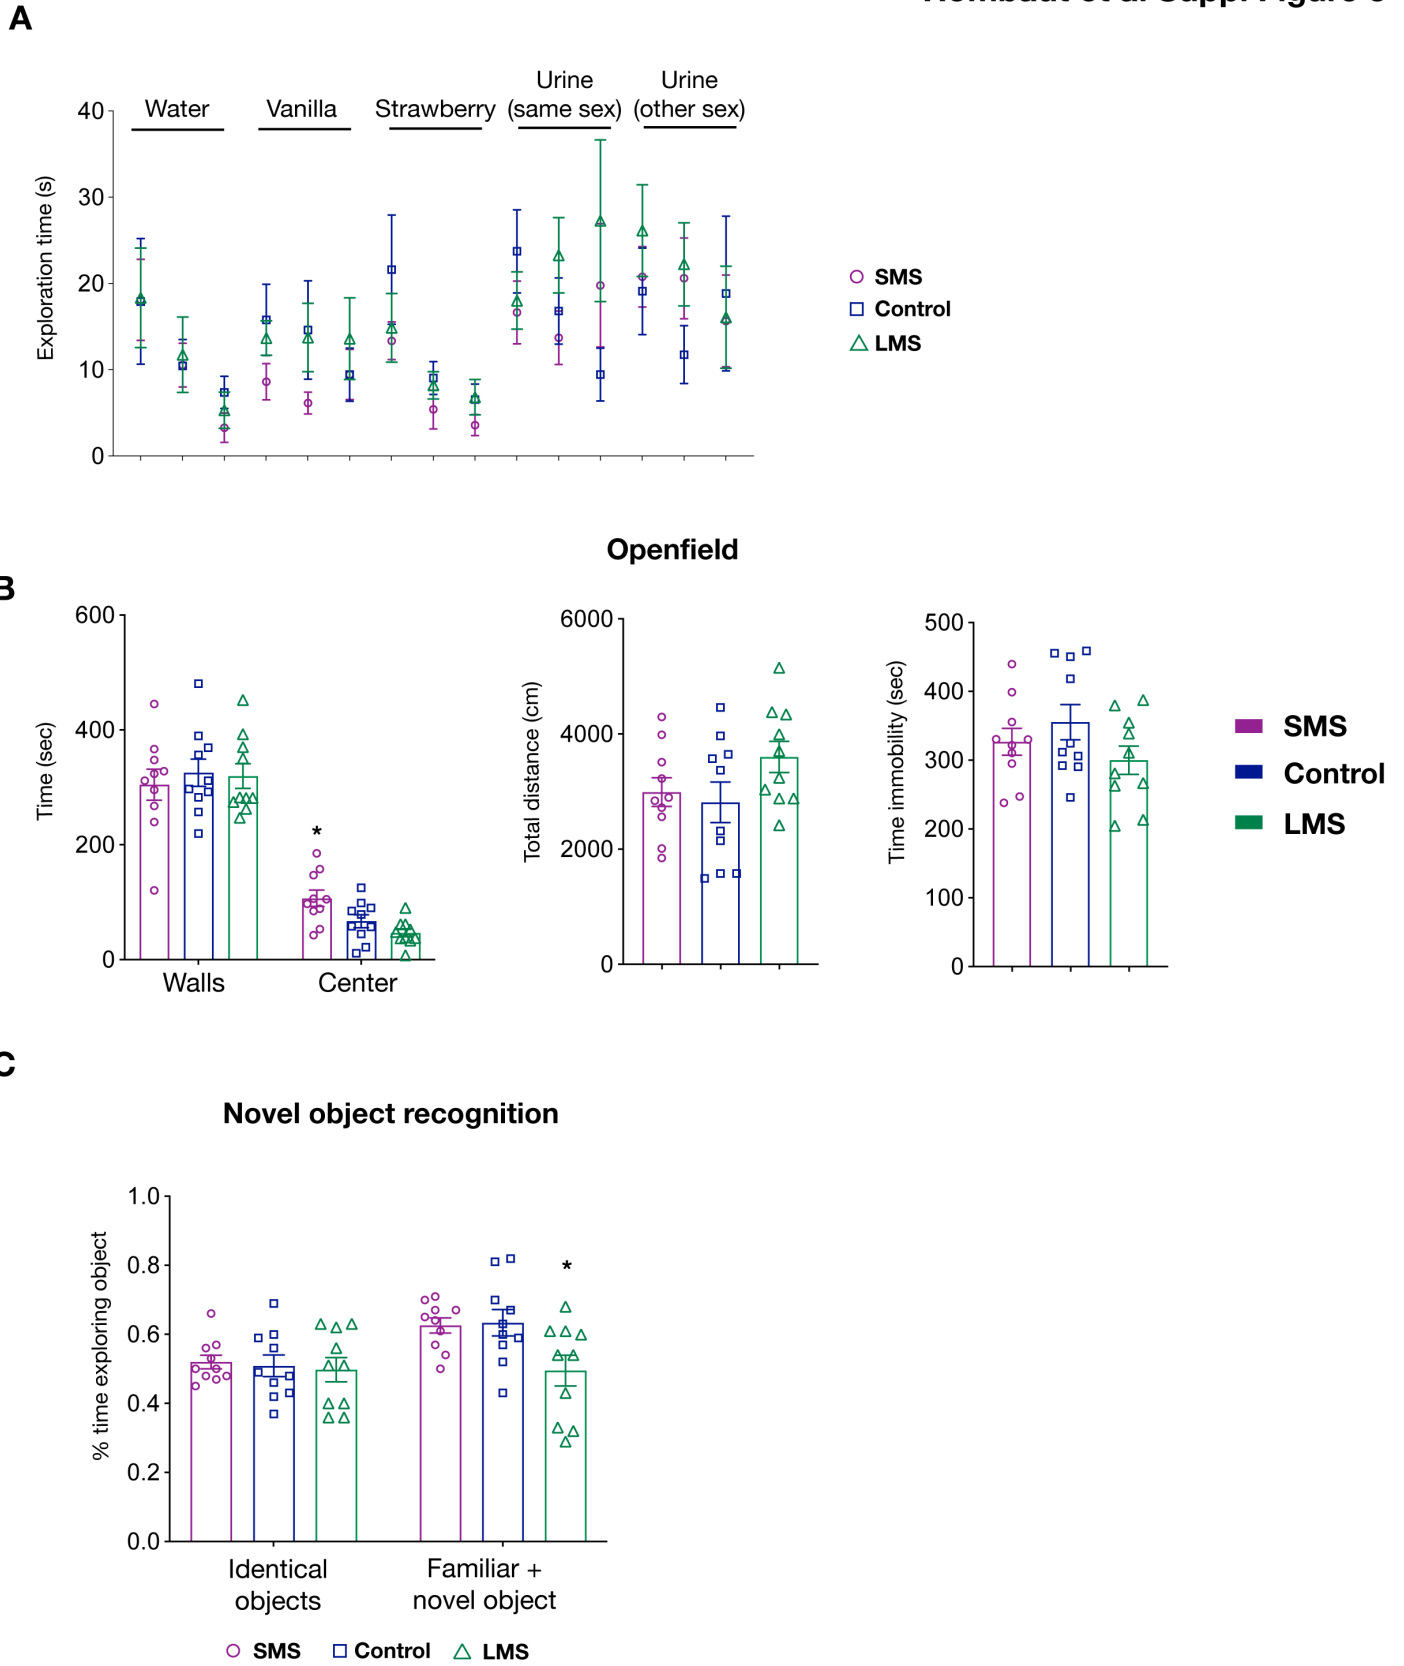 A
Urine Urine
Water Vanilla Strawberry (same sex) (other sex)
40
30
20
10
0
Exploration time (s)
SMS
Control
LMS
Openfield
B
600
400
200
0
Time (sec)
*
Walls Center
6000
4000
2000
0
Total distance (cm)
500
400
300
200
100
0
Time immobility (sec)
SMS
Control
LMS
C
Novel object recognition
1.0
0.8
0.6
0.4
0.2
0.0
% time exploring object
*
Identical
objects
Familiar +
novel object
SMS Control LMS